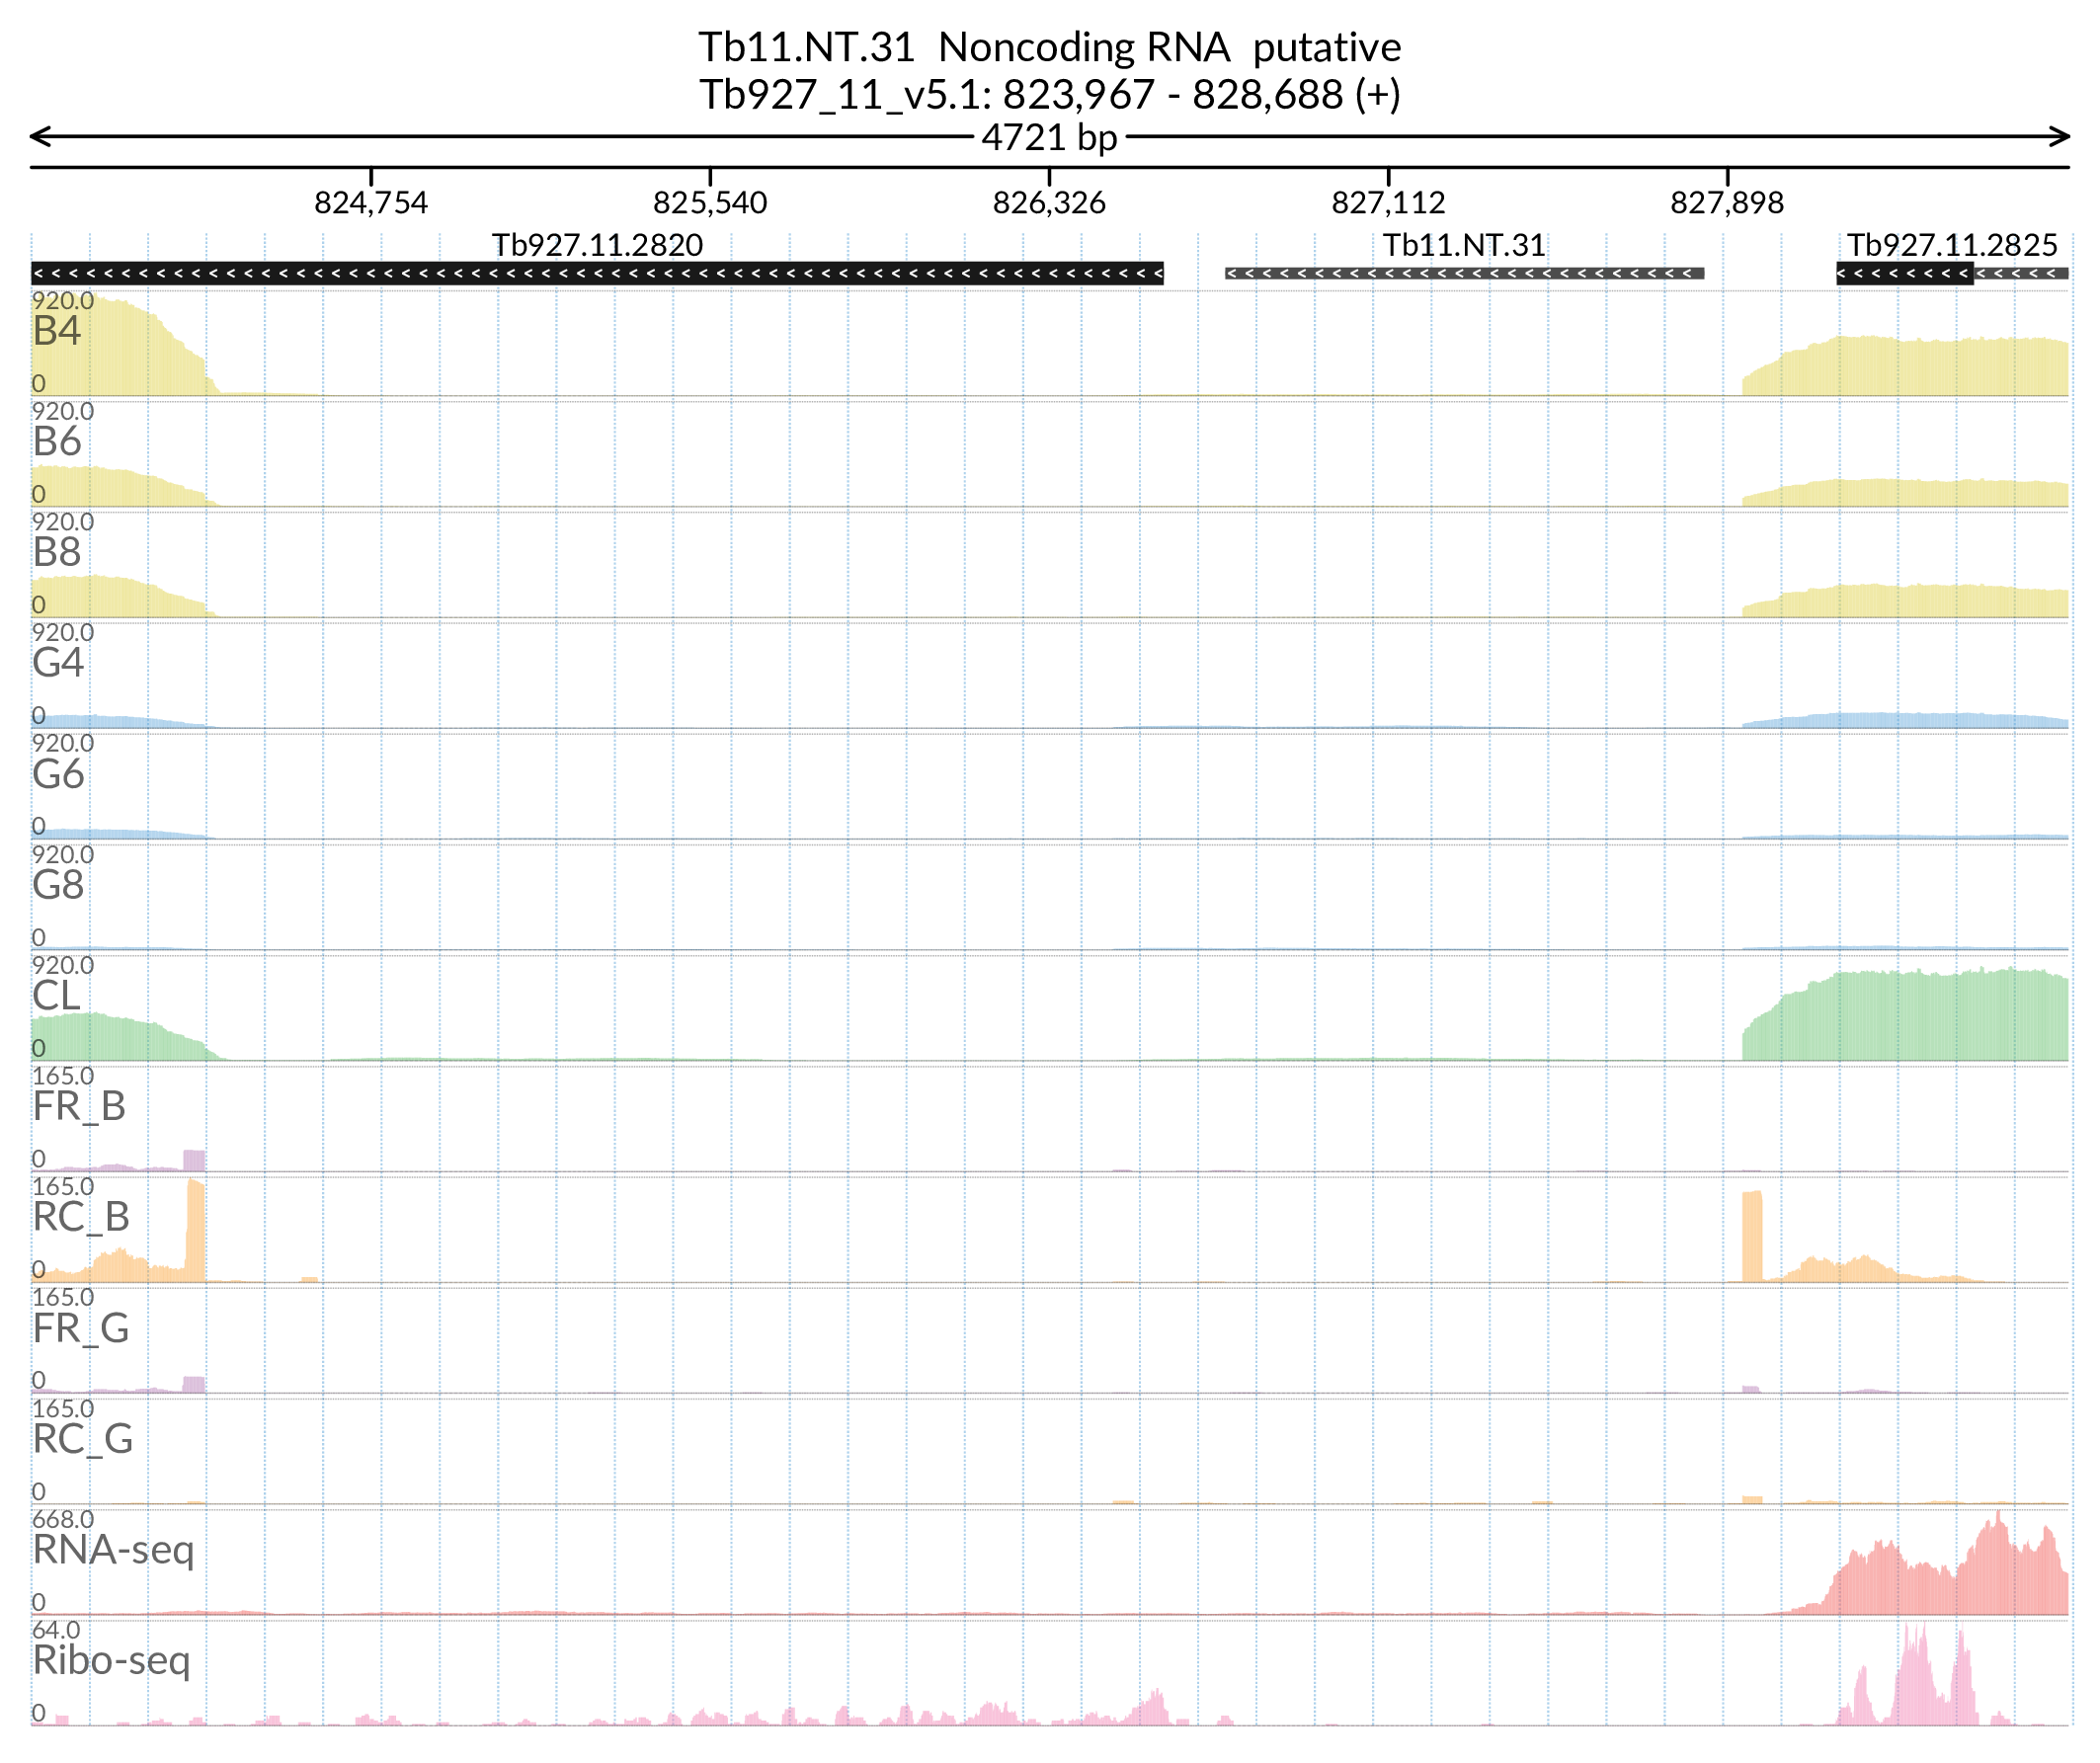 Tb11.NT.31 Noncoding RNA putative
Tb927_11_v5.1: 823,967 - 828,688 (+)
4721 bp
824,754 825,540 826,326 827,112 827,898
Tb927.11.2820 Tb11.NT.31 Tb927.11.2825
920.0
B4
0
920.0
B6
0
920.0
B8
0
920.0
G4
0
920.0
G6
0
920.0
G8
0
920.0
CL
0
165.0
FR_B
0
165.0
RC_B
0
165.0
FR_G
0
165.0
RC_G
0
668.0
RNA-seq
0
64.0
Ribo-seq
0